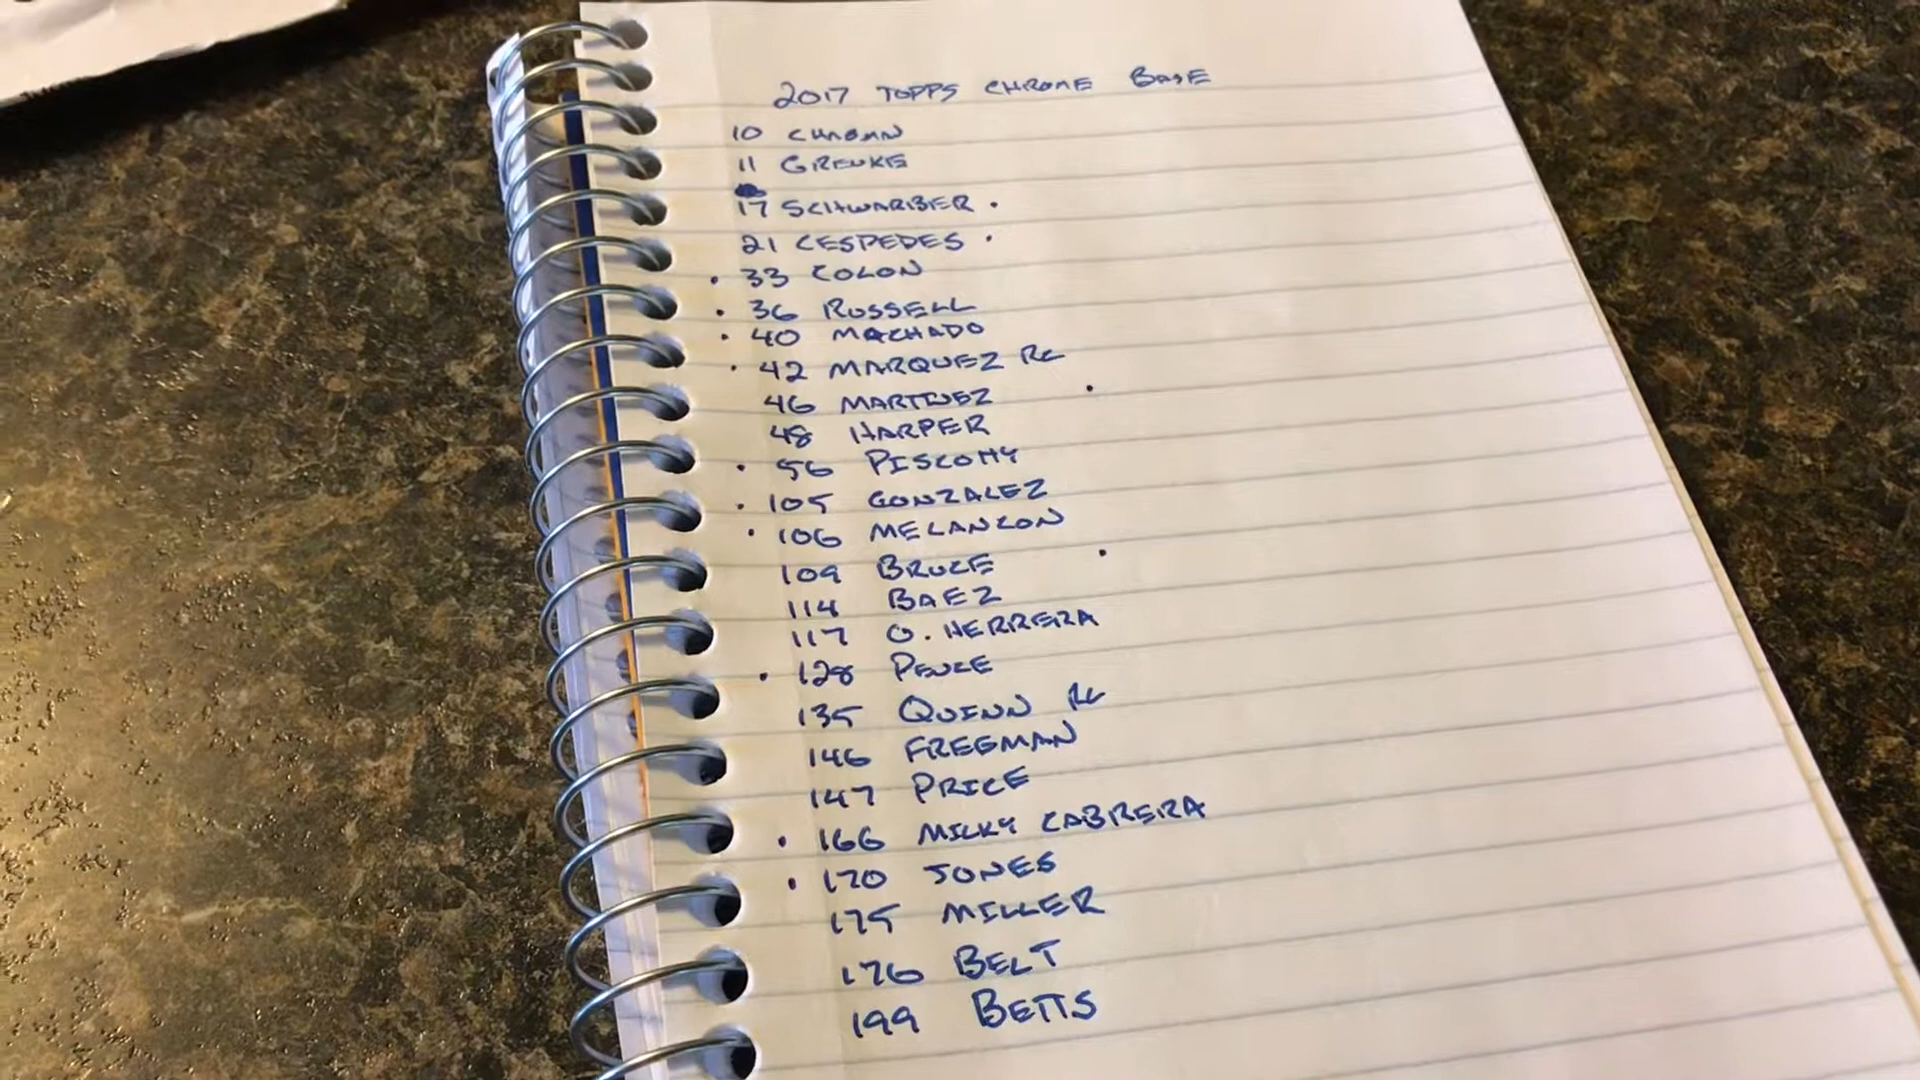 2017 TOPPS CHROME BASE
10
11 GREUKE
17 SCHWARBER .
21 CESPEDES .
. 33 COLON
. 36 RUSSELL
. 40 MACHADO
. 42 MARQUEZ RC
46 MARTINEZ .
48 HARPER
. 56 PISCOTTY
. 105 GONZALEZ
. 106 MELANCON
109 BRUCE .
114 BAEZ
117 O. HERRERA
. 128 PENCE
135 QUINN RC
146 FREEMAN
147 PRICE
. 166 MILKY CABRERA
. 170 JONES
175 MILLER
176 BELT
199 BETTS